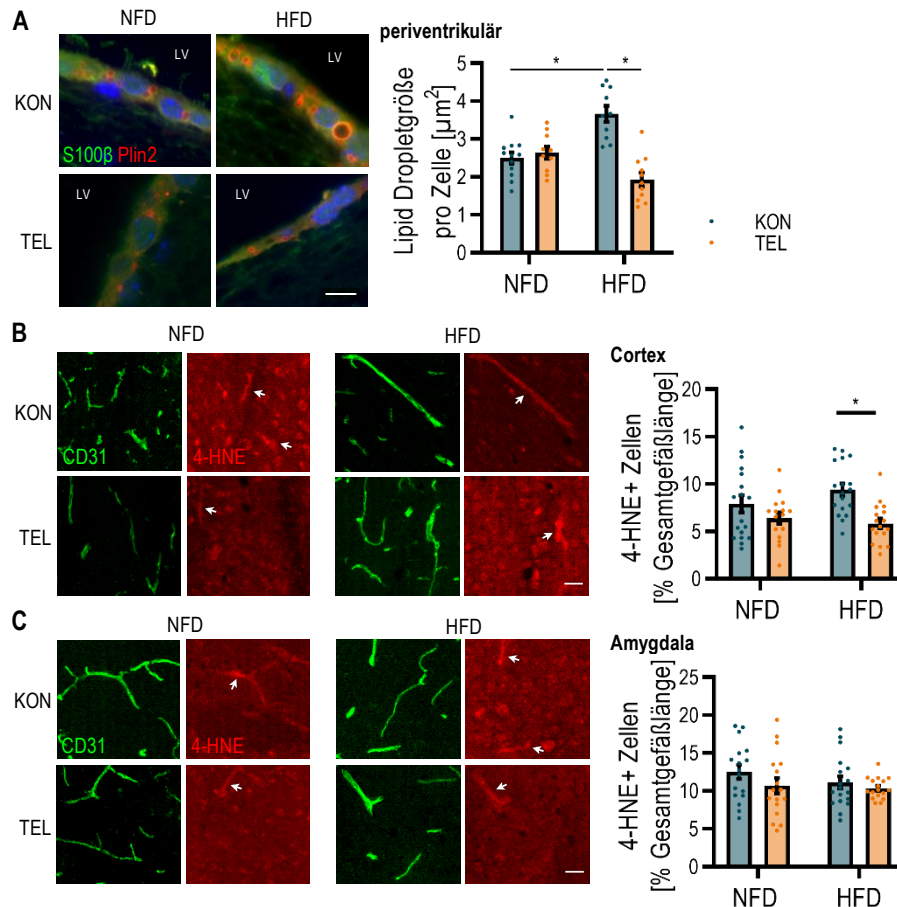 A
NFD
HFD
periventrikulär
KON
LV
LV
S100β Plin2
TEL
LV
LV
Lipid Dropletgröße
pro Zelle [µm²]
5
4
3
2
1
0
*
*
NFD
HFD
KON
TEL
B
NFD
HFD
KON
CD31
4-HNE
TEL
Cortex
4-HNE+ Zellen
[% Gesamtgefäßlänge]
20
15
10
5
0
*
NFD
HFD
C
NFD
HFD
KON
CD31
4-HNE
TEL
Amygdala
4-HNE+ Zellen
[% Gesamtgefäßlänge]
25
20
15
10
5
0
NFD
HFD